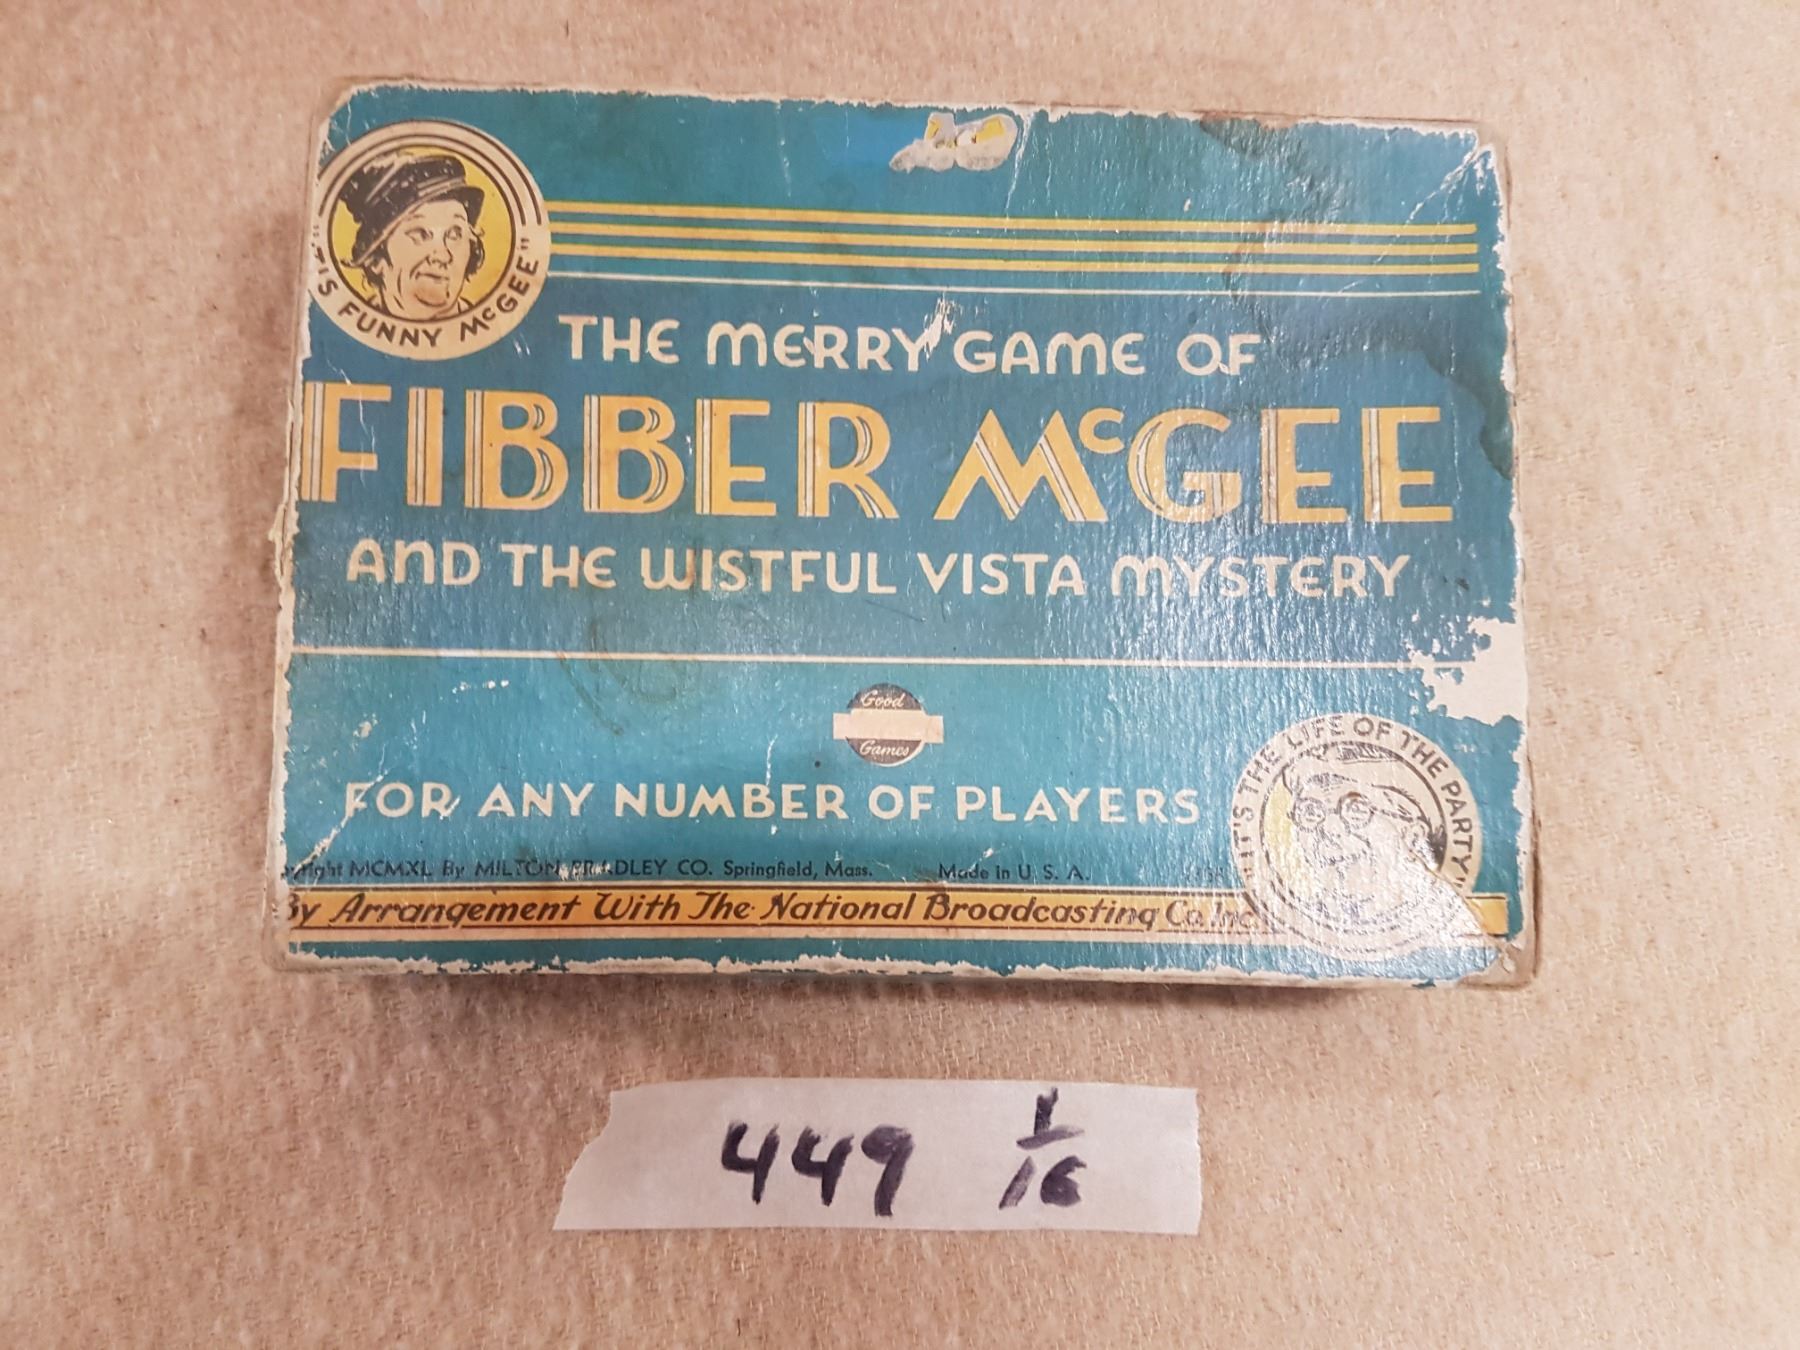 "'TIS FUNNY McGEE"
THE MERRY GAME OF
FIBBER McGEE
AND THE WISTFUL VISTA MYSTERY
Good
Games
FOR ANY NUMBER OF PLAYERS
"IT'S THE LIFE OF THE PARTY"
MCMXL By MILTON BRADLEY CO. Springfield, Mass. Made in U. S. A.
By Arrangement With The National Broadcasting Co. Inc.
449 1/16